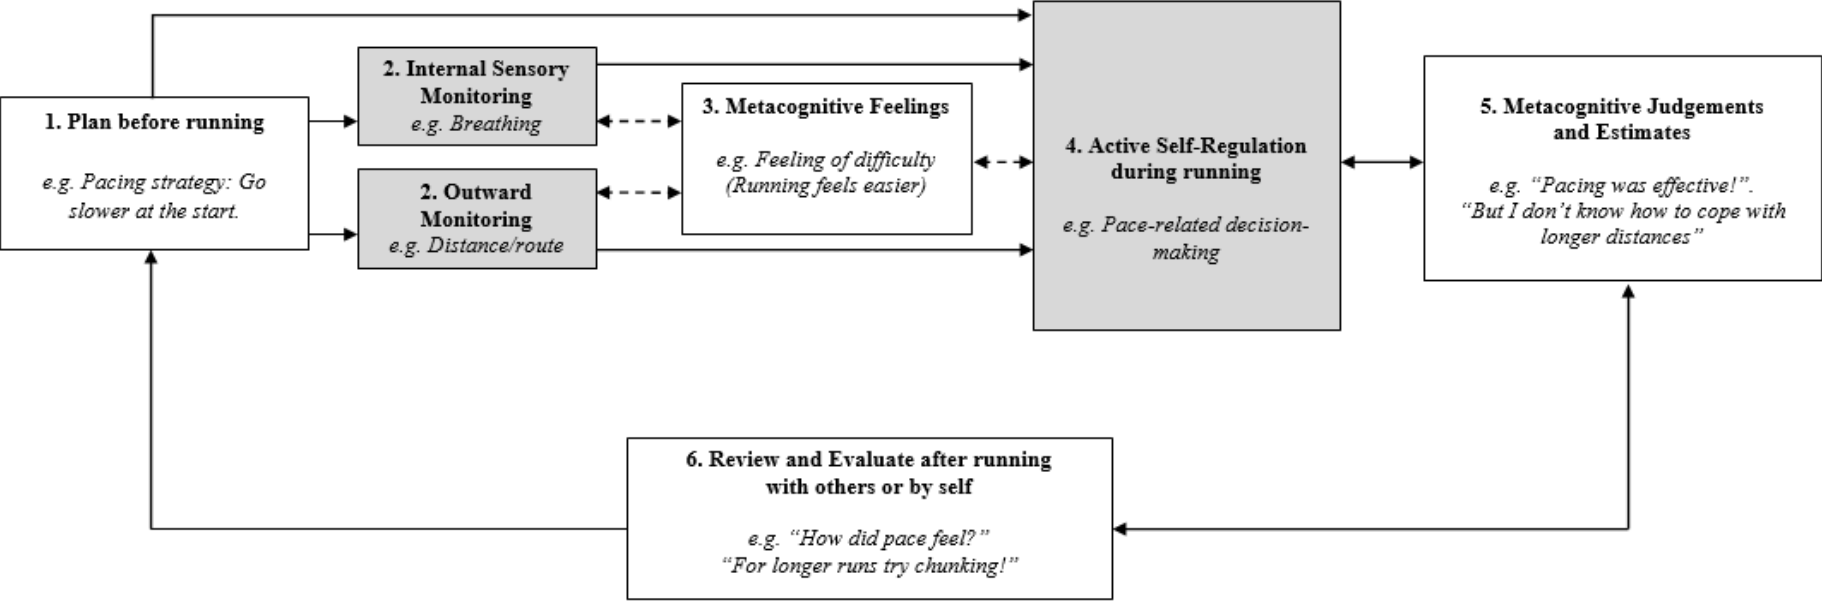 1. Plan before running
e.g. Pacing strategy: Go
slower at the start.
2. Internal Sensory
Monitoring
e.g. Breathing
2. Outward
Monitoring
e.g. Distance/route
3. Metacognitive Feelings
e.g. Feeling of difficulty
(Running feels easier)
4. Active Self-Regulation
during running
e.g. Pace-related decision-
making
5. Metacognitive Judgements
and Estimates
e.g. “Pacing was effective!”.
“But I don’t know how to cope with
longer distances”
6. Review and Evaluate after running
with others or by self
e.g. “How did pace feel?”
“For longer runs try chunking!”